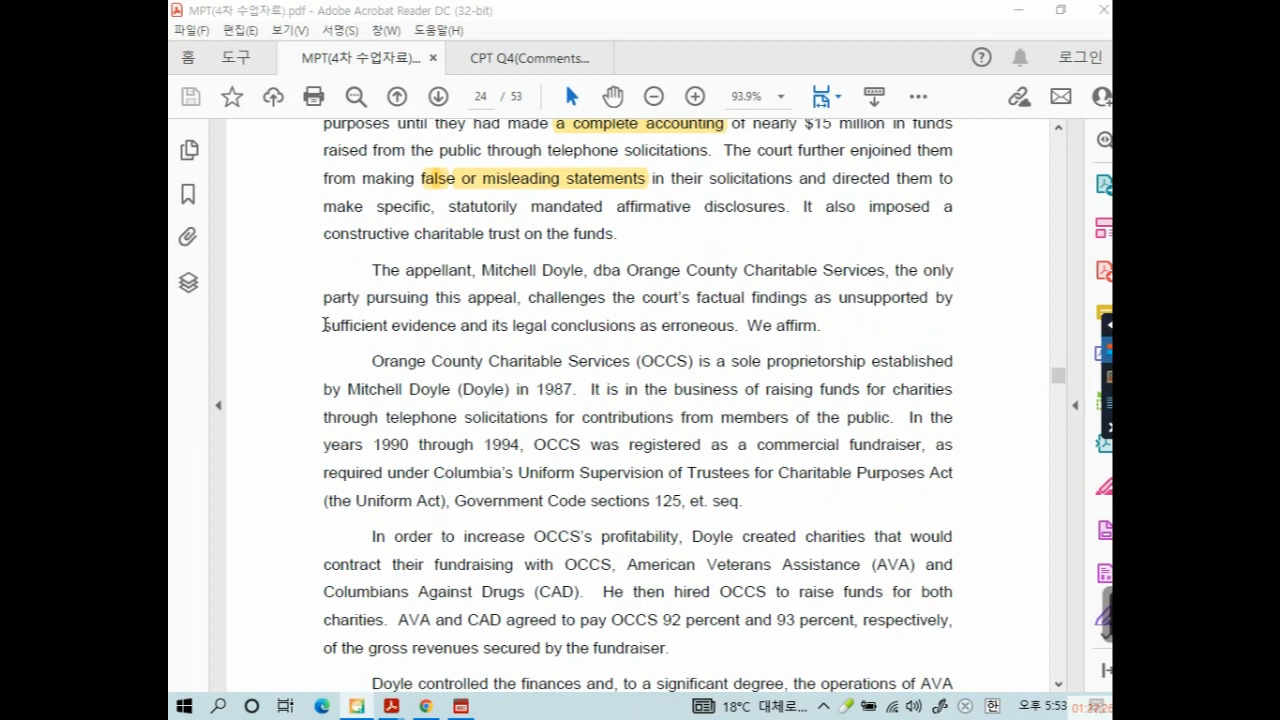 MPT(4차 수업자료).pdf - Adobe Acrobat Reader DC (32-bit)
파일(F) 편집(E) 보기(V) 서명(S) 창(W) 도움말(H)
홈 도구 MPT(4차 수업자료)... × CPT Q4(Comments... 로그인
24 / 53 93.9%
purposes until they had made a complete accounting of nearly $15 million in funds
raised from the public through telephone solicitations. The court further enjoined them
from making false or misleading statements in their solicitations and directed them to
make specific, statutorily mandated affirmative disclosures. It also imposed a
constructive charitable trust on the funds.
The appellant, Mitchell Doyle, dba Orange County Charitable Services, the only
party pursuing this appeal, challenges the court's factual findings as unsupported by
sufficient evidence and its legal conclusions as erroneous. We affirm.
Orange County Charitable Services (OCCS) is a sole proprietorship established
by Mitchell Doyle (Doyle) in 1987. It is in the business of raising funds for charities
through telephone solicitations for contributions from members of the public. In the
years 1990 through 1994, OCCS was registered as a commercial fundraiser, as
required under Columbia's Uniform Supervision of Trustees for Charitable Purposes Act
(the Uniform Act), Government Code sections 125, et. seq.
In order to increase OCCS's profitability, Doyle created charities that would
contract their fundraising with OCCS, American Veterans Assistance (AVA) and
Columbians Against Drugs (CAD). He then hired OCCS to raise funds for both
charities. AVA and CAD agreed to pay OCCS 92 percent and 93 percent, respectively,
of the gross revenues secured by the fundraiser.
Doyle controlled the finances and, to a significant degree, the operations of AVA
18°C 대체로... 한 오후 5:53
01:27:26